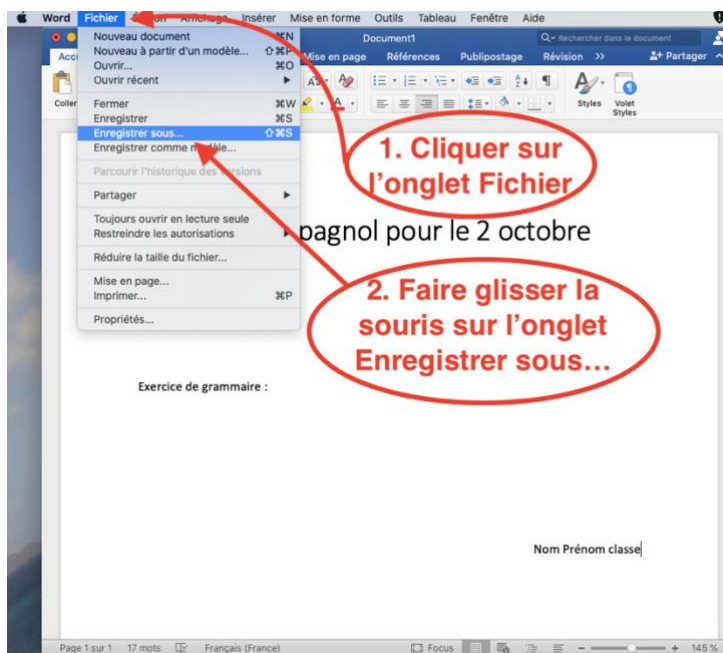 Word Fichier Affichage Insérer Mise en forme Outils Tableau Fenêtre Aide
Nouveau document ⌘N
Document1
Rechercher dans le document
Nouveau à partir d'un modèle... ⇧⌘P
Mise en page Références Publipostage Révision >> Partager
Ouvrir... ⌘O
Ouvrir récent
Coller
Styles Volet
Styles
Fermer ⌘W
Enregistrer ⌘S
Enregistrer sous... ⇧⌘S
Enregistrer comme modèle...
Parcourir l'historique des versions
Partager
Toujours ouvrir en lecture seule
Restreindre les autorisations
Réduire la taille du fichier...
Mise en page...
Imprimer... ⌘P
Propriétés...
1. Cliquer sur
l'onglet Fichier
pagnol pour le 2 octobre
2. Faire glisser la
souris sur l'onglet
Enregistrer sous...
Exercice de grammaire :
Nom Prénom classe
Page 1 sur 1 17 mots Français (France) Focus 145 %